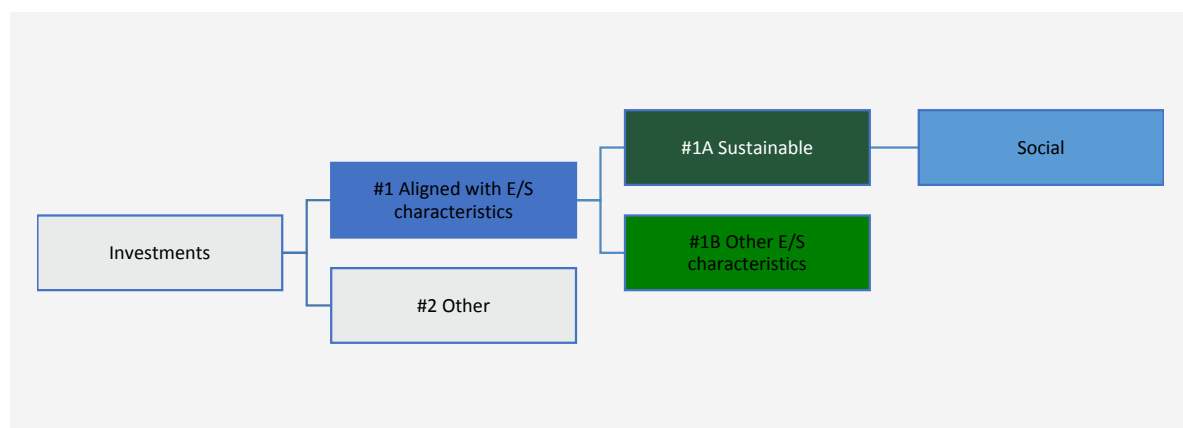 Investments
#1 Aligned with E/S
characteristics
#2 Other
#1A Sustainable
#1B Other E/S
characteristics
Social